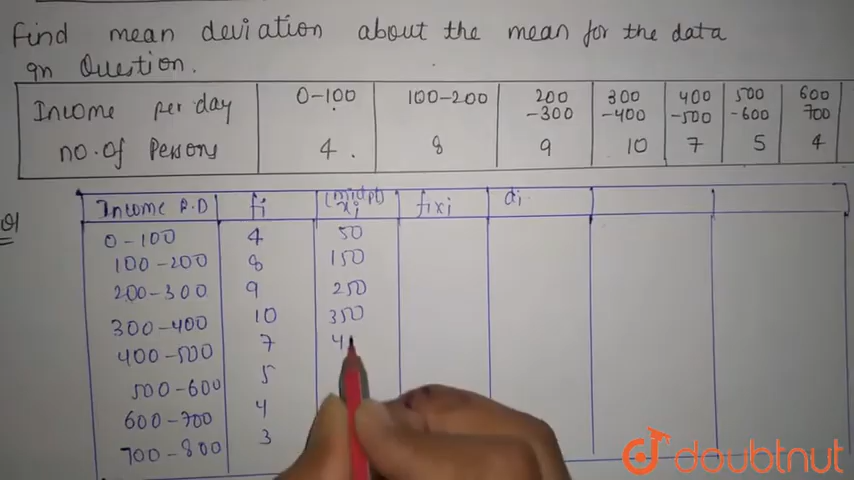 Find mean deviation about the mean for the data
in Question.
Income per day 0-100 100-200 200-300 300-400 400-500 500-600 600 700
no. of Persons 4 8 9 10 7 5 4
Income P.D fi (midpt) xi fixi di
0-100 4 50
100-200 8 150
200-300 9 250
300-400 10 350
400-500 7 4
500-600 5
600-700 4
700-800 3
doubtnut